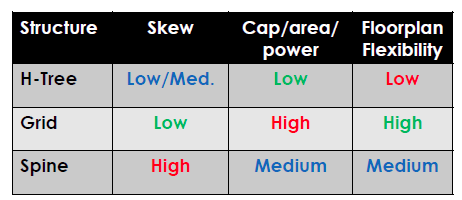 Structure Skew Cap/area/ Floorplan
power Flexibility
H-Tree Low/Med. Low Low
Grid Low High High
Spine High Medium Medium